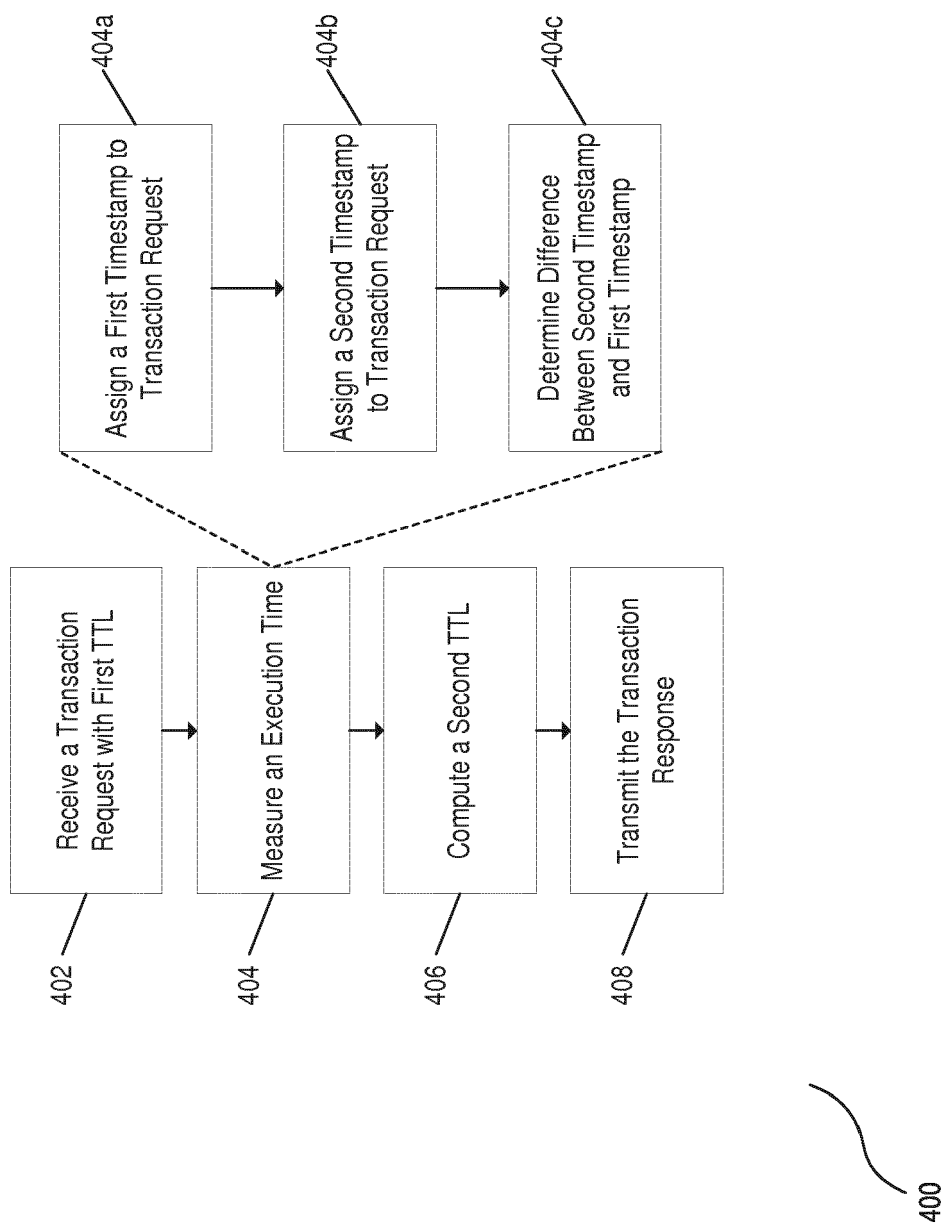 402
Receive a Transaction
Request with First TTL
404
Measure an Execution Time
406
Compute a Second TTL
408
Transmit the Transaction
Response
404a
Assign a First Timestamp to
Transaction Request
404b
Assign a Second Timestamp
to Transaction Request
404c
Determine Difference
Between Second Timestamp
and First Timestamp
400